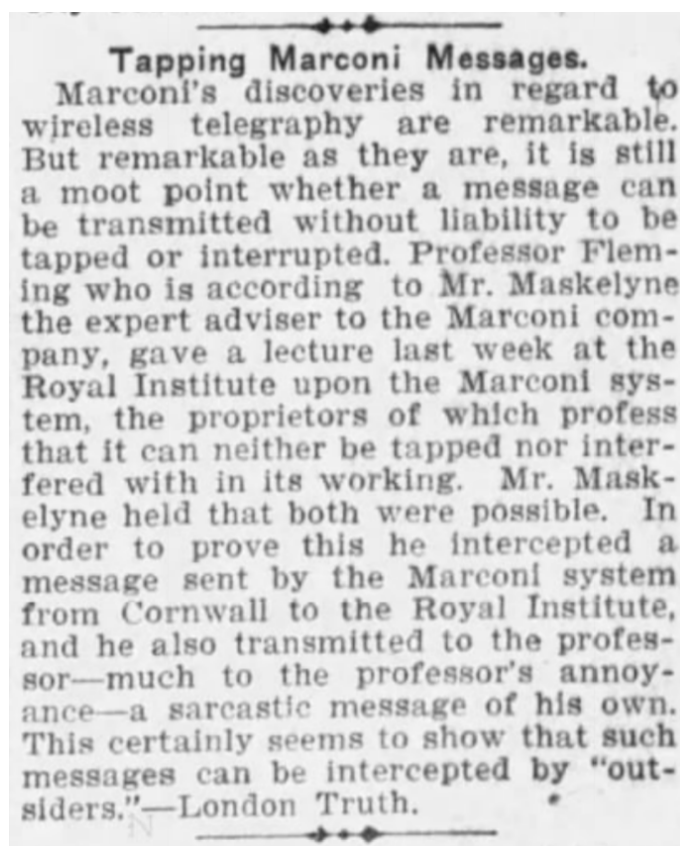 Tapping Marconi Messages.
Marconi's discoveries in regard to
wireless telegraphy are remarkable.
But remarkable as they are, it is still
a moot point whether a message can
be transmitted without liability to be
tapped or interrupted. Professor Flem-
ing who is according to Mr. Maskelyne
the expert adviser to the Marconi com-
pany, gave a lecture last week at the
Royal Institute upon the Marconi sys-
tem, the proprietors of which profess
that it can neither be tapped nor inter-
fered with in its working. Mr. Mask-
elyne held that both were possible. In
order to prove this he intercepted a
message sent by the Marconi system
from Cornwall to the Royal Institute,
and he also transmitted to the profes-
sor—much to the professor's annoy-
ance—a sarcastic message of his own.
This certainly seems to show that such
messages can be intercepted by "out-
siders."—London Truth.